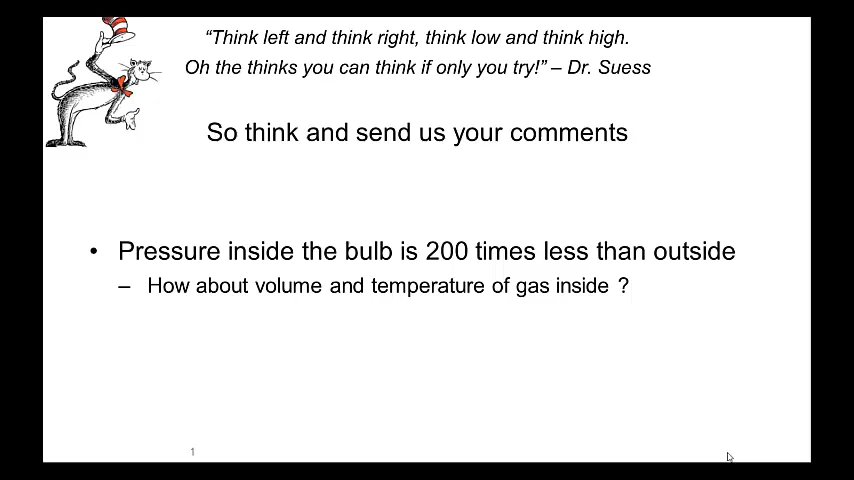 “Think left and think right, think low and think high.
Oh the thinks you can think if only you try!” – Dr. Suess
So think and send us your comments
• Pressure inside the bulb is 200 times less than outside
– How about volume and temperature of gas inside ?
1